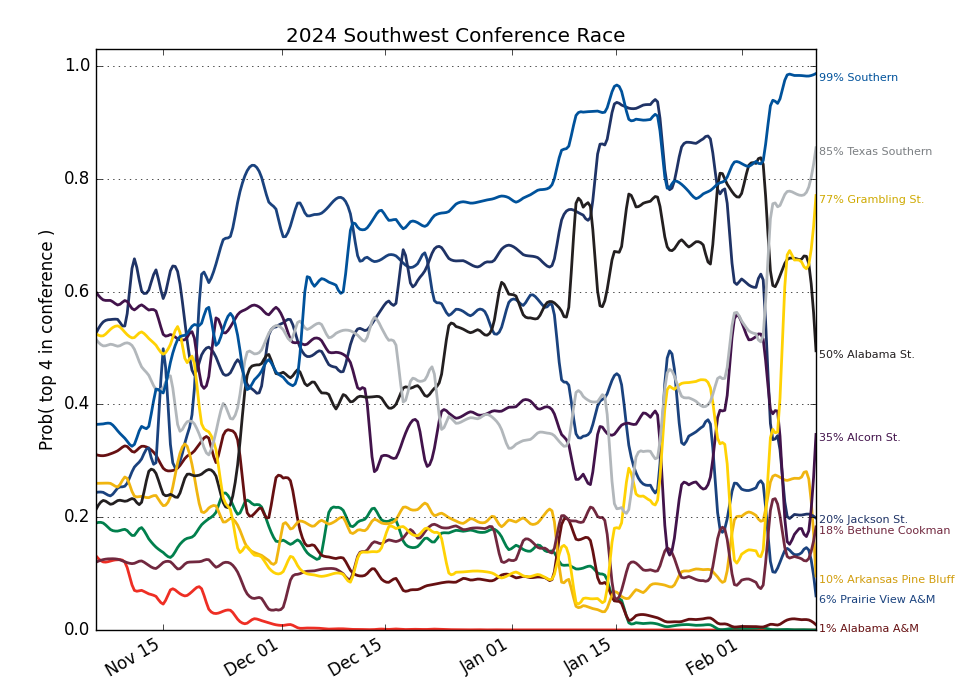 2024 Southwest Conference Race
Prob( top 4 in conference )
1.0
0.8
0.6
0.4
0.2
0.0
Nov 15
Dec 01
Dec 15
Jan 01
Jan 15
Feb 01
99% Southern
85% Texas Southern
77% Grambling St.
50% Alabama St.
35% Alcorn St.
20% Jackson St.
18% Bethune Cookman
10% Arkansas Pine Bluff
6% Prairie View A&M
1% Alabama A&M